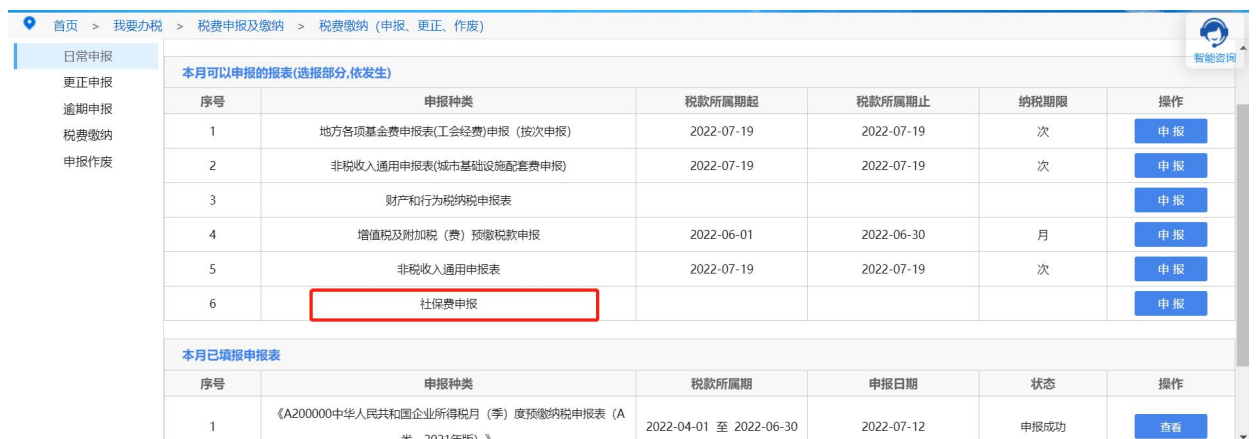 首页 > 我要办税 > 税费申报及缴纳 > 税费缴纳（申报、更正、作废）
智能咨询
日常申报
更正申报
逾期申报
税费缴纳
申报作废
本月可以申报的报表(选报部分,依发生)
序号 申报种类 税款所属期起 税款所属期止 纳税期限 操作
1 地方各项基金费申报表(工会经费)申报（按次申报） 2022-07-19 2022-07-19 次 申 报
2 非税收入通用申报表(城市基础设施配套费申报) 2022-07-19 2022-07-19 次 申 报
3 财产和行为税纳税申报表 申 报
4 增值税及附加税（费）预缴税款申报 2022-06-01 2022-06-30 月 申 报
5 非税收入通用申报表 2022-07-19 2022-07-19 次 申 报
6 社保费申报 申 报
本月已填报申报表
序号 申报种类 税款所属期 申报日期 状态 操作
1 《A200000中华人民共和国企业所得税月（季）度预缴纳税申报表（A 2022-04-01 至 2022-06-30 2022-07-12 申报成功 查看
类，2021年版）》